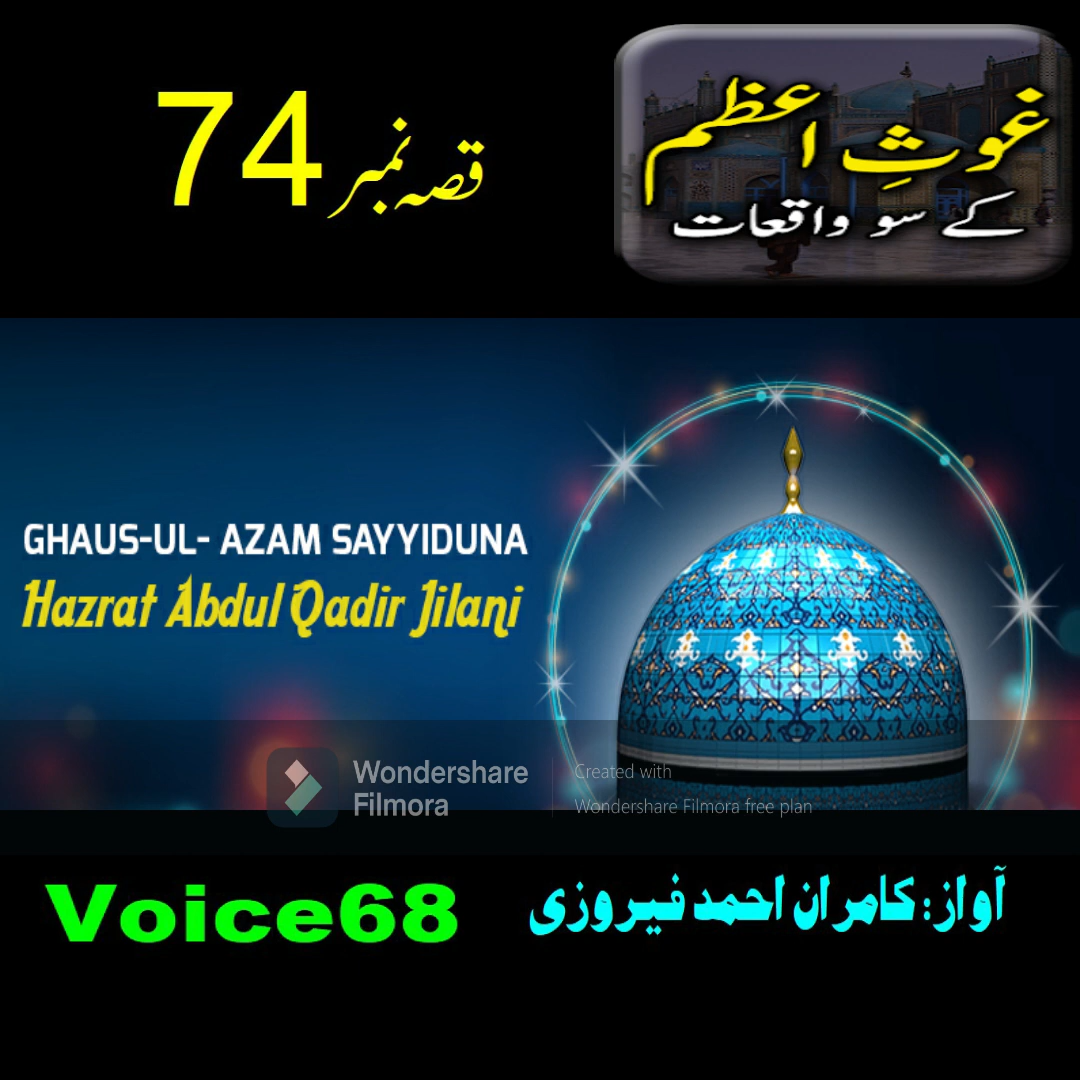 غوثِ اعظم
کے سو واقعات
قصہ نمبر 74
GHAUS-UL- AZAM SAYYIDUNA
Hazrat Abdul Qadir Jilani
Wondershare
Filmora
Created with
Wondershare Filmora free plan
Voice68
آواز: کامران احمد فیروزی